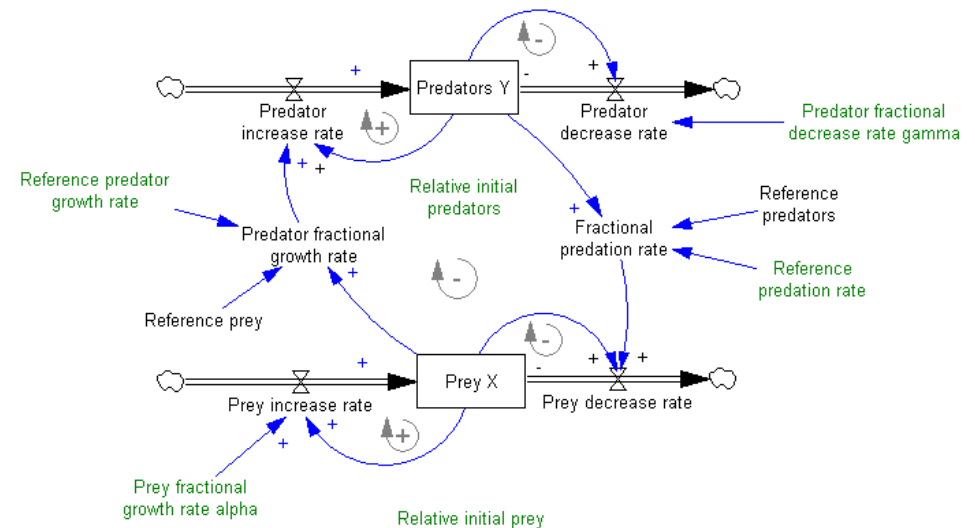 -
+
-
+
Predators Y
Predator
increase rate
+
Predator
decrease rate
Predator fractional
decrease rate gamma
+
+
Reference predator
growth rate
Relative initial
predators
Reference
predators
+
Fractional
predation rate
Predator fractional
growth rate
+
-
Reference
predation rate
Reference prey
-
+
-
+
+
Prey X
Prey increase rate
Prey decrease rate
+
+
+
Prey fractional
growth rate alpha
Relative initial prey